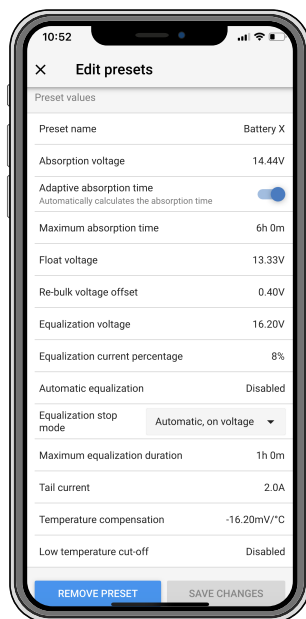 10:52
Edit presets
Preset values
Preset name Battery X
Absorption voltage 14.44V
Adaptive absorption time
Automatically calculates the absorption time
Maximum absorption time 6h 0m
Float voltage 13.33V
Re-bulk voltage offset 0.40V
Equalization voltage 16.20V
Equalization current percentage 8%
Automatic equalization Disabled
Equalization stop
mode Automatic, on voltage
Maximum equalization duration 1h 0m
Tail current 2.0A
Temperature compensation -16.20mV/°C
Low temperature cut-off Disabled
REMOVE PRESET SAVE CHANGES